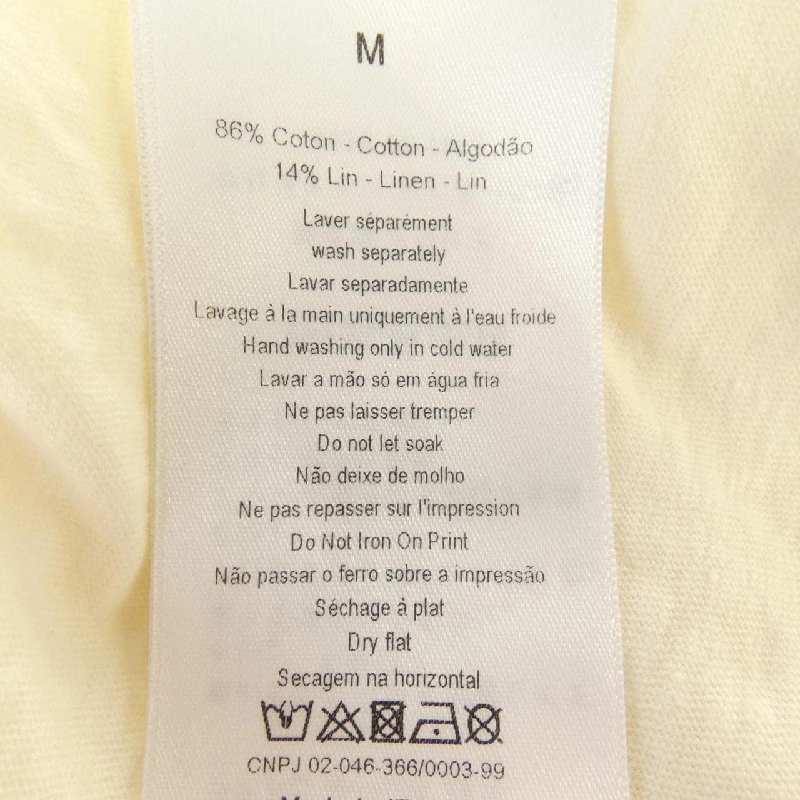 M
86% Coton - Cotton - Algodão
14% Lin - Linen - Lin
Laver séparément
wash separately
Lavar separadamente
Lavage à la main uniquement à l'eau froide
Hand washing only in cold water
Lavar a mão só em água fria
Ne pas laisser tremper
Do not let soak
Não deixe de molho
Ne pas repasser sur l'impression
Do Not Iron On Print
Não passar o ferro sobre a impressão
Séchage à plat
Dry flat
Secagem na horizontal
CNPJ 02-046-366/0003-99